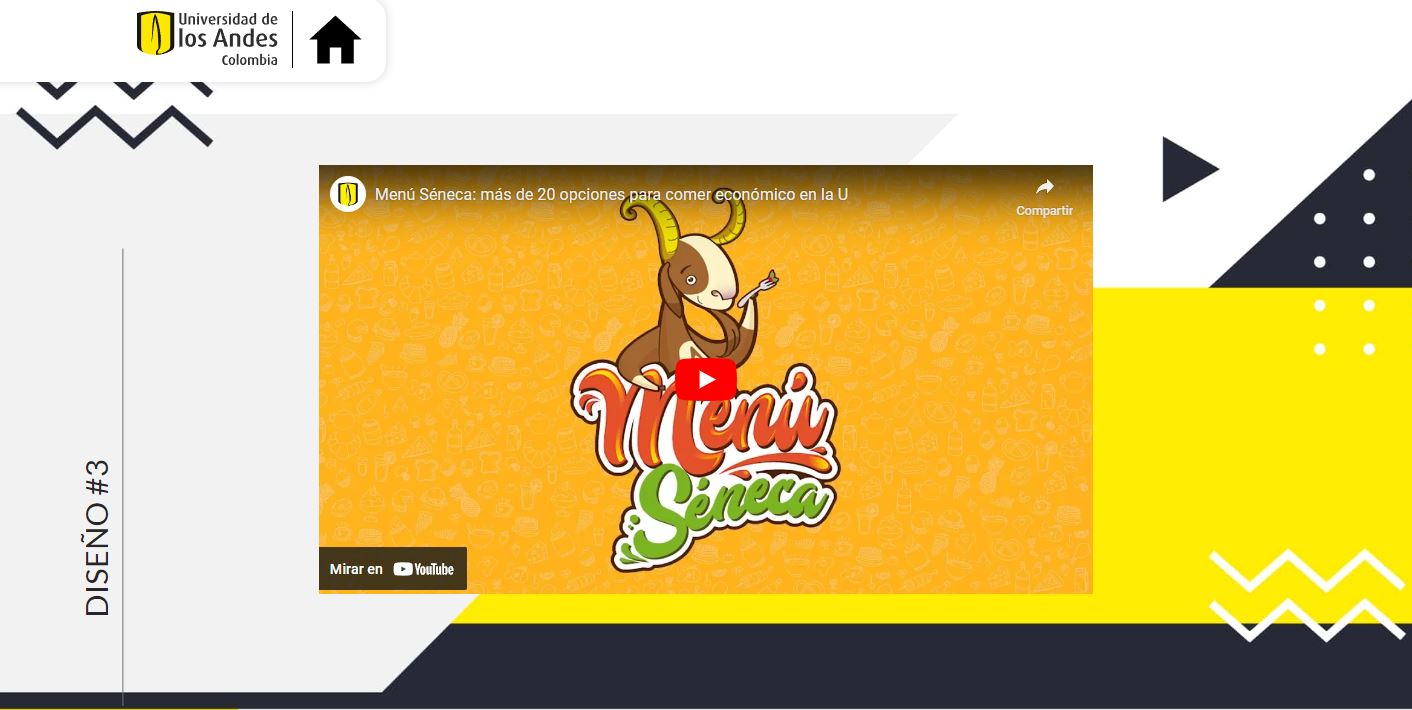 Universidad de
los Andes
Colombia
Menú Séneca: más de 20 opciones para comer económico en la U
Compartir
Menú
Séneca
Mirar en YouTube
DISEÑO #3